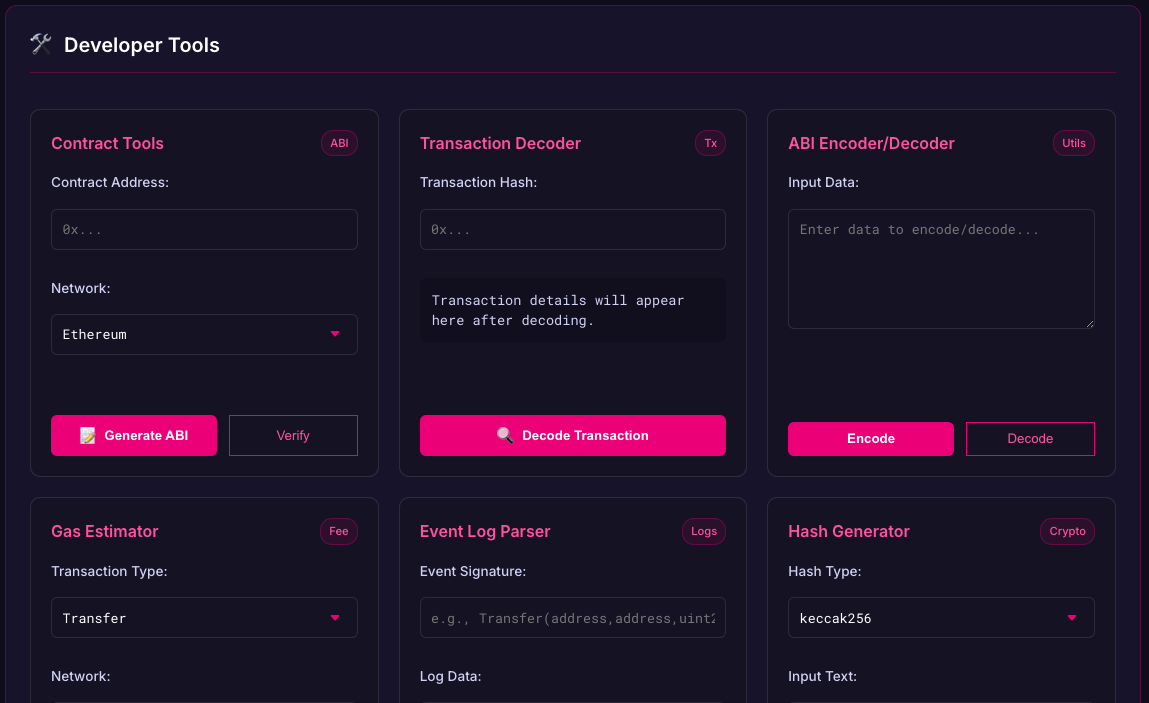 Developer Tools
Contract Tools
ABI
Contract Address:
0x...
Network:
Ethereum
Generate ABI
Verify
Transaction Decoder
Tx
Transaction Hash:
0x...
Transaction details will appear
here after decoding.
Decode Transaction
ABI Encoder/Decoder
Utils
Input Data:
Enter data to encode/decode...
Encode
Decode
Gas Estimator
Fee
Transaction Type:
Transfer
Network:
Event Log Parser
Logs
Event Signature:
e.g., Transfer(address,address,uint2
Log Data:
Hash Generator
Crypto
Hash Type:
keccak256
Input Text: